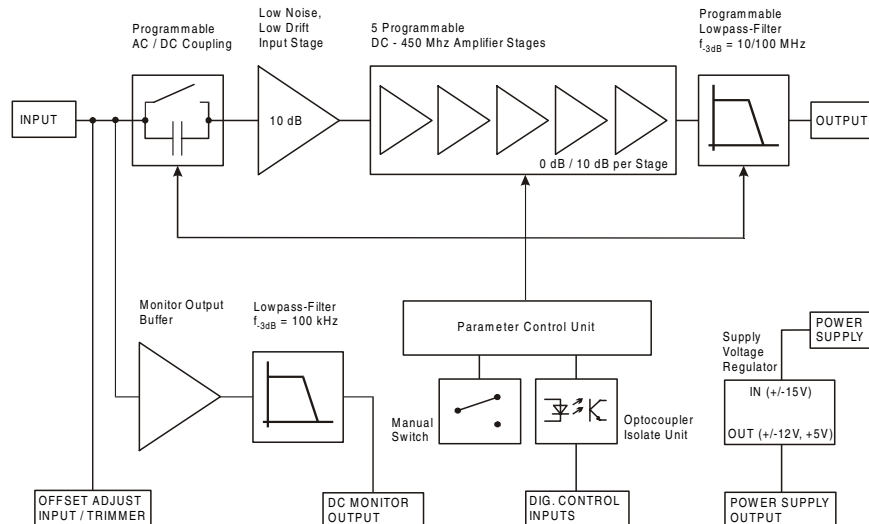 Programmable
AC / DC Coupling
Low Noise,
Low Drift
Input Stage
5 Programmable
DC - 450 Mhz Amplifier Stages
Programmable
Lowpass-Filter
f-3dB = 10/100 MHz
INPUT
10 dB
0 dB / 10 dB per Stage
OUTPUT
Monitor Output
Buffer
Lowpass-Filter
f-3dB = 100 kHz
Parameter Control Unit
Manual
Switch
Optocoupler
Isolate Unit
Supply
Voltage
Regulator
POWER
SUPPLY
IN (+/-15V)
OUT (+/-12V, +5V)
OFFSET ADJUST
INPUT / TRIMMER
DC MONITOR
OUTPUT
DIG. CONTROL
INPUTS
POWER SUPPLY
OUTPUT